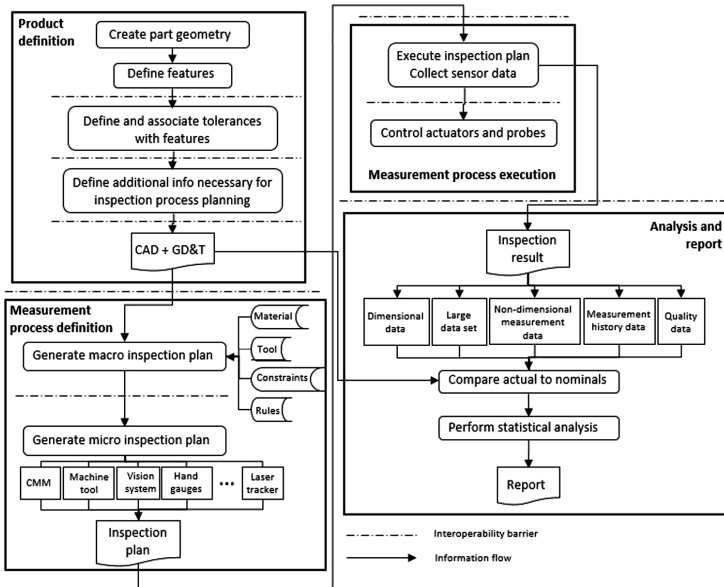 Product
definition
Create part geometry
Define features
Define and associate tolerances
with features
Define additional info necessary for
inspection process planning
CAD + GD&T
Measurement
process definition
Generate macro inspection plan
Material
Tool
Constraints
Rules
Generate micro inspection plan
CMM
Machine
tool
Vision
system
Hand
gauges
...
Laser
tracker
Inspection
plan
Execute inspection plan
Collect sensor data
Control actuators and probes
Measurement process execution
Analysis and
report
Inspection
result
Dimensional
data
Large
data set
Non-dimensional
measurement
data
Measurement
history data
Quality
data
Compare actual to nominals
Perform statistical analysis
Report
Interoperability barrier
Information flow